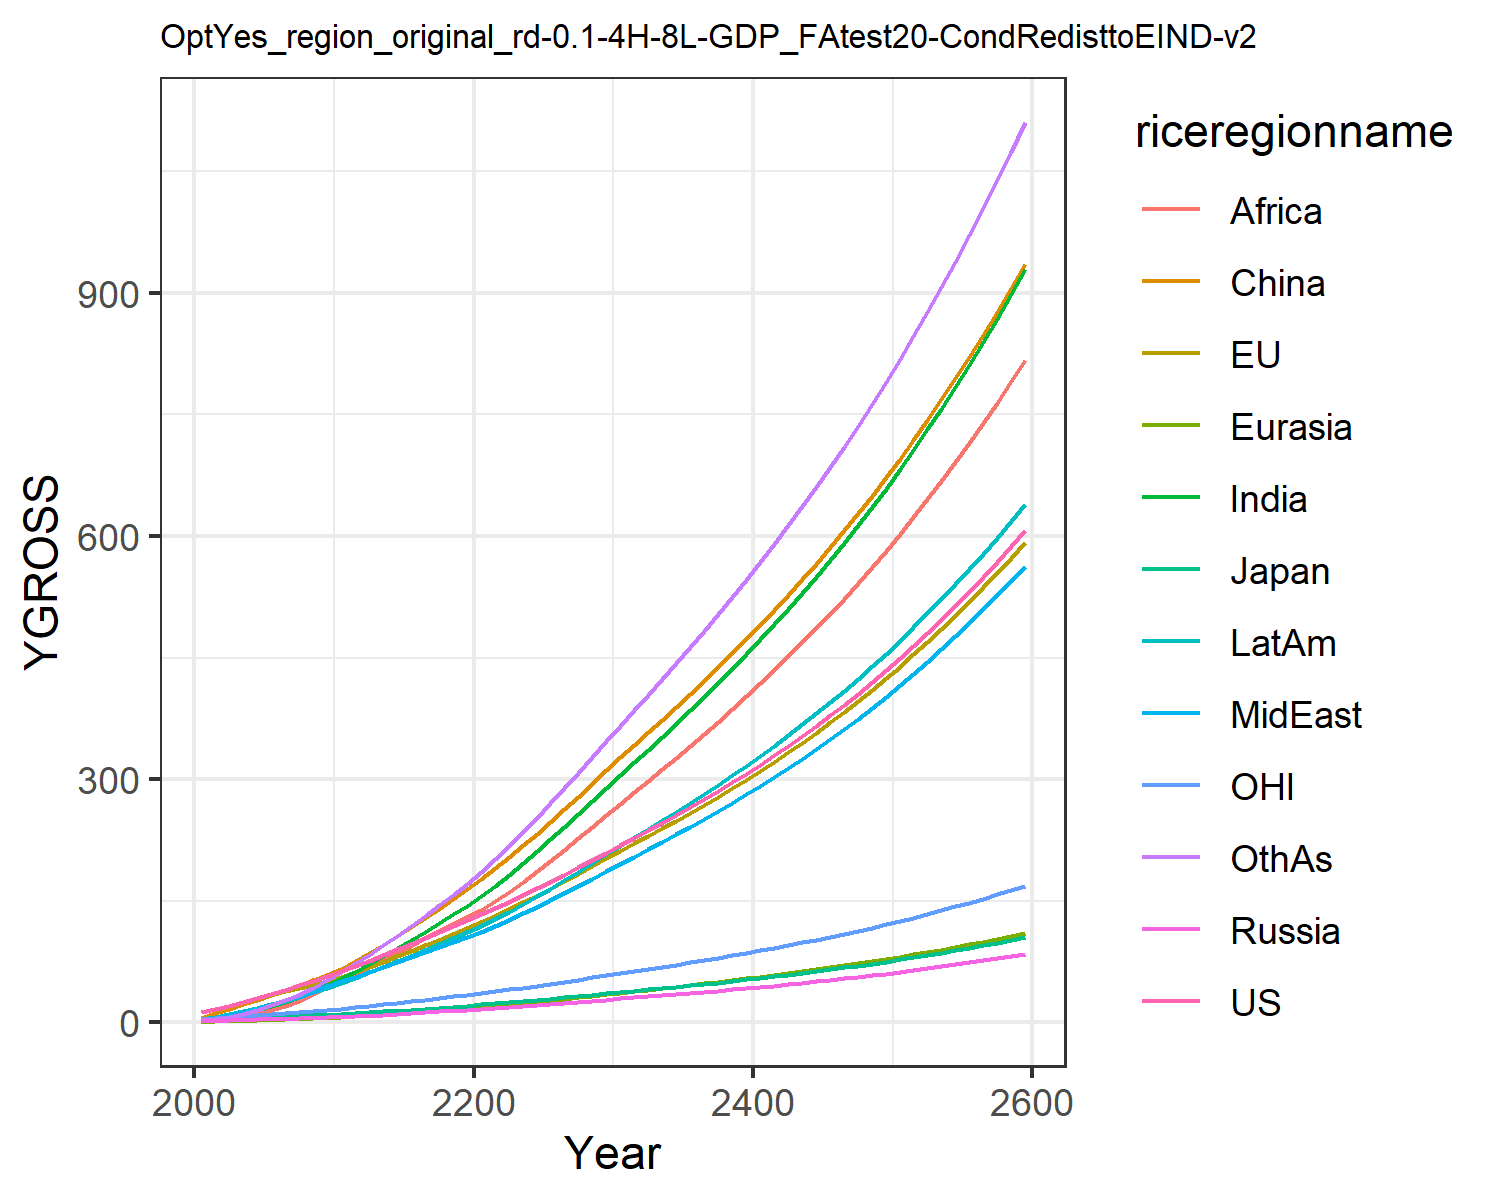 OptYes_region_original_rd-0.1-4H-8L-GDP_FAtest20-CondRedisttoEIND-v2
YGROSS
900
600
300
0
2000 2200 2400 2600
Year
riceregionname
Africa
China
EU
Eurasia
India
Japan
LatAm
MidEast
OHI
OthAs
Russia
US